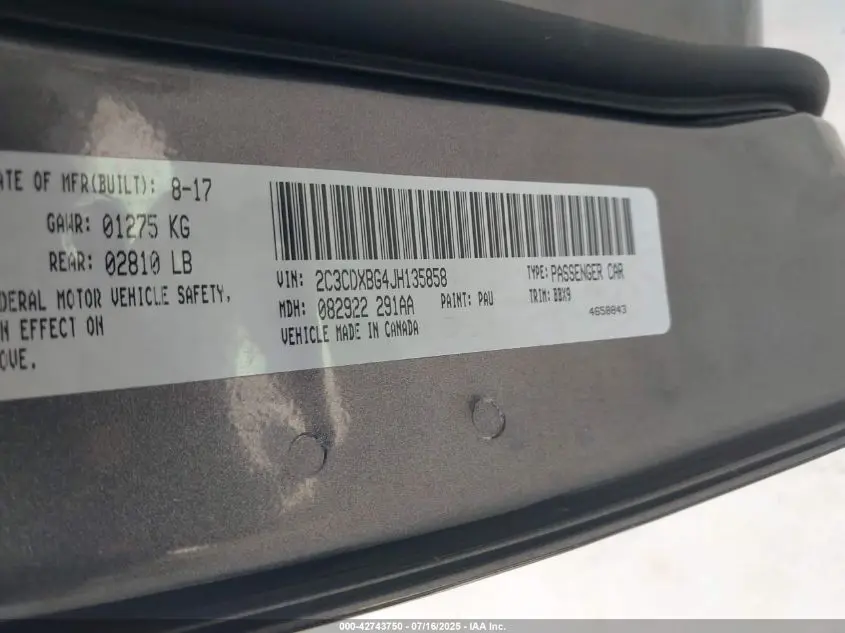 ATE OF MFR(BUILT): 8-17
GAWR: 01275 KG
REAR: 02810 LB
DERAL MOTOR VEHICLE SAFETY,
N EFFECT ON
OVE.
VIN: 2C3CDXBG4JH135858
TYPE: PASSENGER CAR
MDH: 082922 291AA
PAINT: PAU
TRIM: BBX9
VEHICLE MADE IN CANADA
4658843
000-42743750 - 07/16/2025 - IAA Inc.